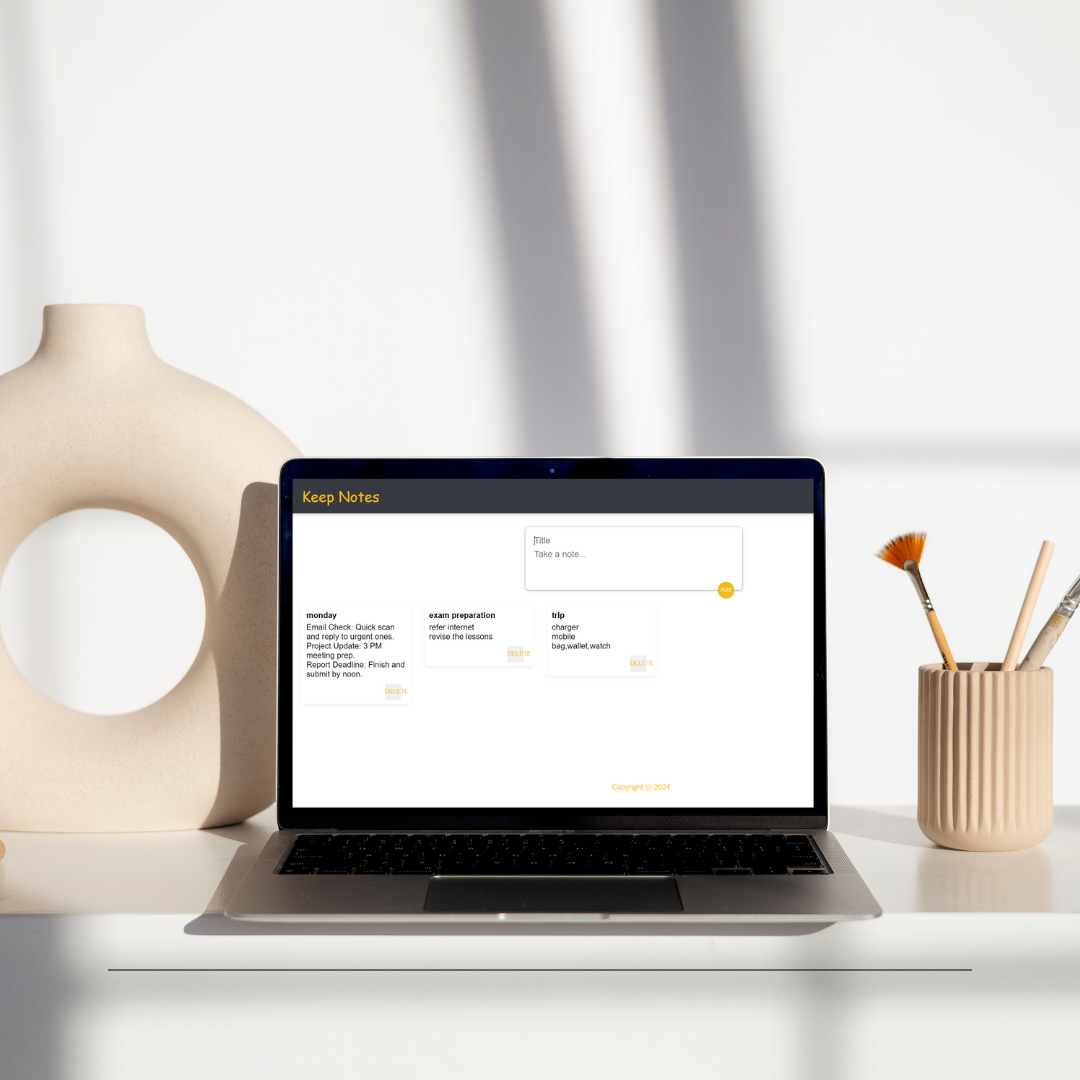 Keep Notes
Title
Take a note...
Add
monday
Email Check: Quick scan
and reply to urgent ones.
Project Update: 3 PM
meeting prep.
Report Deadline: Finish and
submit by noon.
DELETE
exam preparation
refer internet
revise the lessons
DELETE
trip
charger
mobile
bag,wallet,watch
DELETE
Copyright ⓒ 2024